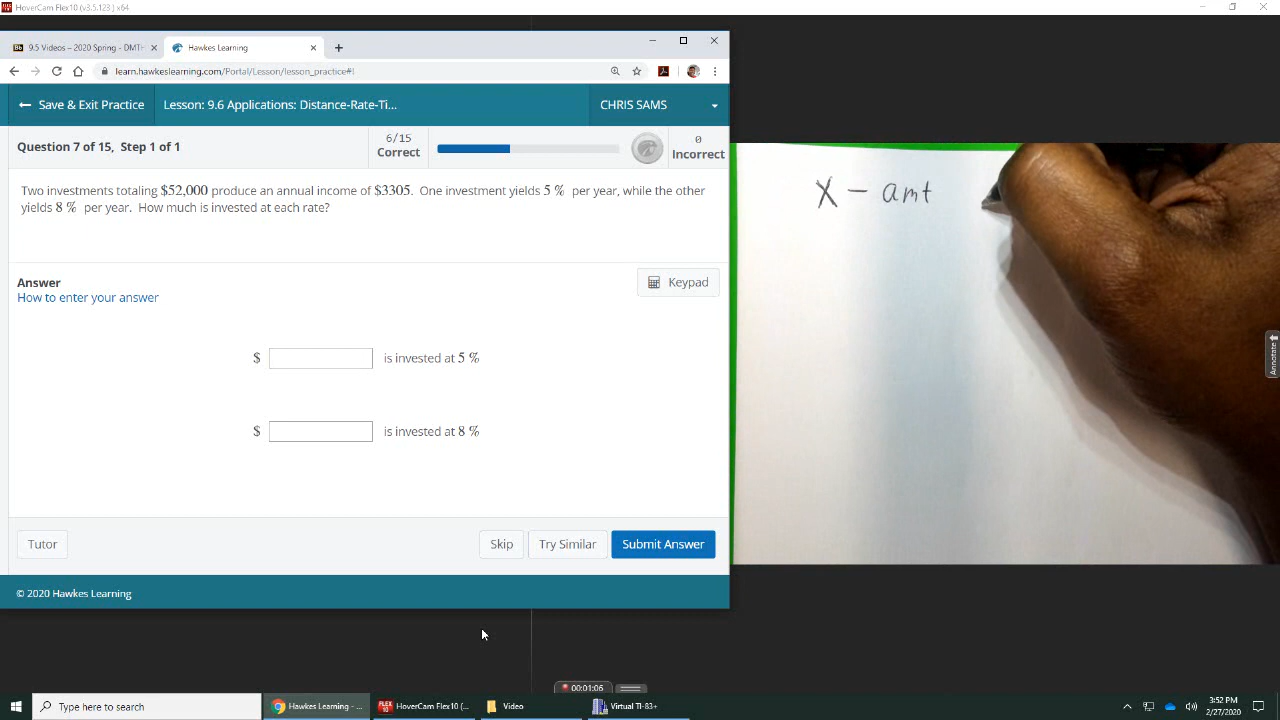 HoverCam Flex10 (v3.5.123 ) x64
9.5 Videos – 2020 Spring - DMTH
Hawkes Learning
learn.hawkeslearning.com/Portal/Lesson/lesson_practice#!
Save & Exit Practice
Lesson: 9.6 Applications: Distance-Rate-Ti...
CHRIS SAMS
Question 7 of 15, Step 1 of 1
6/15
Correct
0
Incorrect
Two investments totaling $52,000 produce an annual income of $3305. One investment yields 5 % per year, while the other
yields 8 % per year. How much is invested at each rate?
Answer
How to enter your answer
Keypad
$ is invested at 5 %
$ is invested at 8 %
Tutor
Skip
Try Similar
Submit Answer
© 2020 Hawkes Learning
X – amt
Annotate
00:01:06
Type here to search
Hawkes Learning - ...
HoverCam Flex10 (...
Video
Virtual TI-83+
3:52 PM
2/27/2020